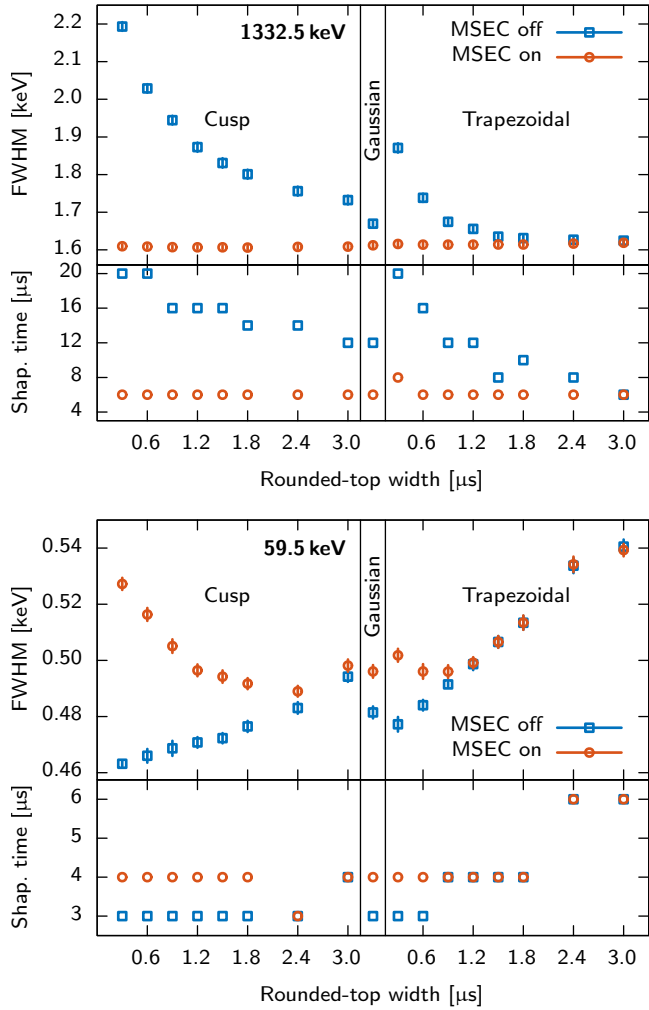 2.2
2.1
2.0
1.9
1.8
1.7
1.6
FWHM [keV]
1332.5 keV
MSEC off
MSEC on
Cusp
Gaussian
Trapezoidal
20
16
12
8
4
Shap. time [μs]
0.6 1.2 1.8 2.4 3.0 0.6 1.2 1.8 2.4 3.0
Rounded-top width [μs]
0.54
0.52
0.50
0.48
0.46
FWHM [keV]
59.5 keV
Cusp
Gaussian
Trapezoidal
MSEC off
MSEC on
6
5
4
3
Shap. time [μs]
0.6 1.2 1.8 2.4 3.0 0.6 1.2 1.8 2.4 3.0
Rounded-top width [μs]